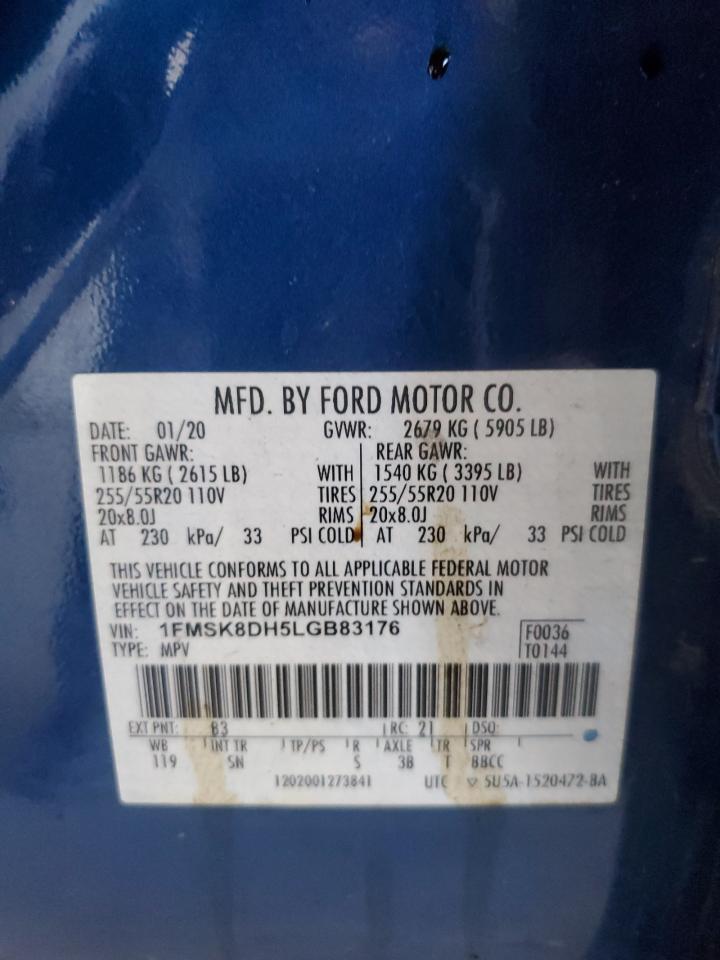 MFD. BY FORD MOTOR CO.
DATE: 01/20 GVWR: 2679 KG ( 5905 LB)
FRONT GAWR: REAR GAWR:
1186 KG ( 2615 LB) WITH 1540 KG ( 3395 LB) WITH
255/55R20 110V TIRES 255/55R20 110V TIRES
20x8.0J RIMS 20x8.0J RIMS
AT 230 kPa/ 33 PSI COLD AT 230 kPa/ 33 PSI COLD
THIS VEHICLE CONFORMS TO ALL APPLICABLE FEDERAL MOTOR
VEHICLE SAFETY AND THEFT PREVENTION STANDARDS IN
EFFECT ON THE DATE OF MANUFACTURE SHOWN ABOVE.
VIN: 1FMSK8DH5LGB83176 F0036
TYPE: MPV T0144
EXT PNT: B3 RC: 21 DSO:
WB INT TR TP/PS R AXLE TR SPR
119 SN S 3B T BBCC
1202001273841 UTC ▽ 5U5A-1520472-BA